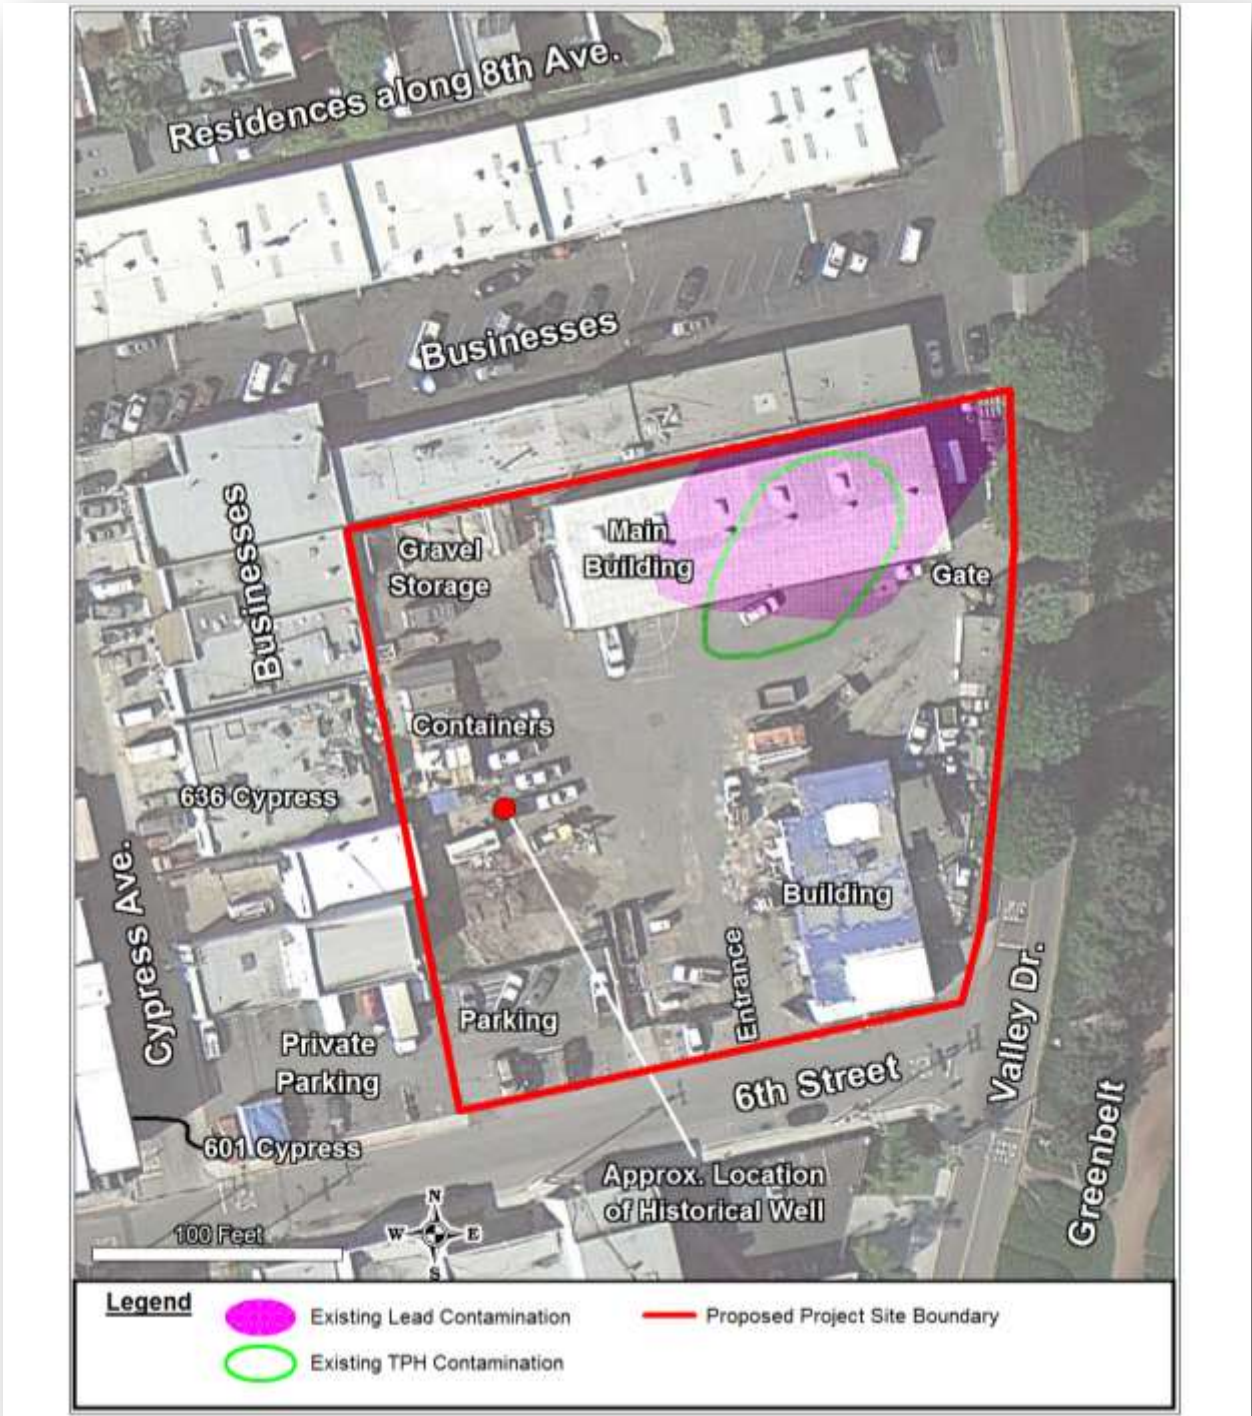 Residences along 8th Ave.
Businesses
Businesses
Main
Building
Gravel
Storage
Gate
Containers
636 Cypress
Cypress Ave.
Building
Entrance
Parking
Private
Parking
6th Street
Valley Dr.
Greenbelt
601 Cypress
Approx. Location
of Historical Well
100 Feet
N
W
E
S
Legend
Existing Lead Contamination
Proposed Project Site Boundary
Existing TPH Contamination